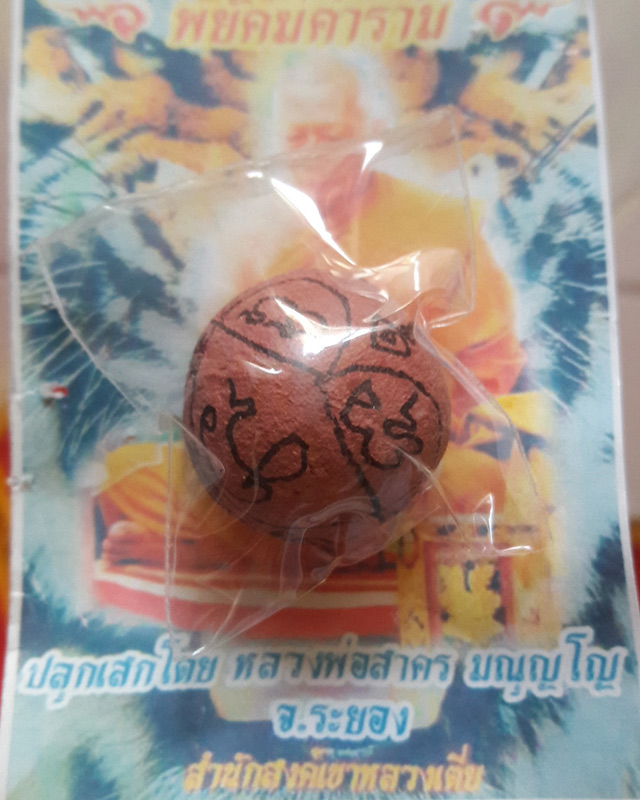 พยัคฆ์คาราม
ปลุกเสกโดย หลวงพ่อสาคร มณุญโญ
จ.ระยอง
สำนักสงค์เขาหลวงเตี่ย